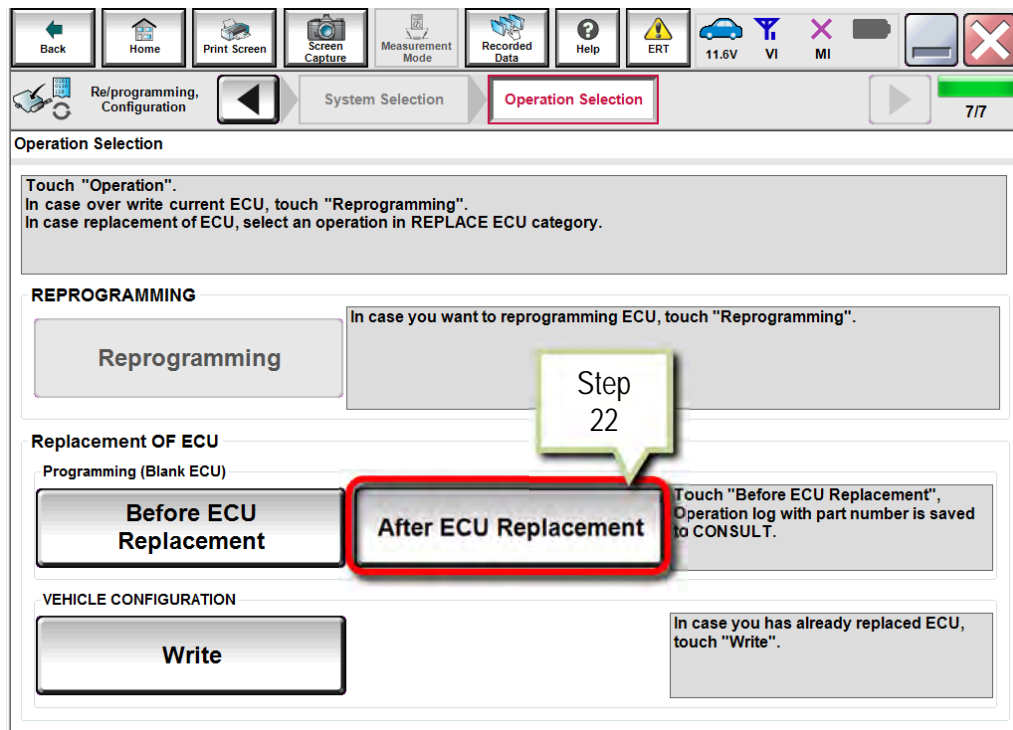 Back
Home
Print Screen
Screen
Capture
Measurement
Mode
Recorded
Data
Help
ERT
11.6V
VI
MI
Re/programming,
Configuration
System Selection
Operation Selection
7/7
Operation Selection
Touch "Operation".
In case over write current ECU, touch "Reprogramming".
In case replacement of ECU, select an operation in REPLACE ECU category.
REPROGRAMMING
Reprogramming
In case you want to reprogramming ECU, touch "Reprogramming".
Step
22
Replacement OF ECU
Programming (Blank ECU)
Before ECU
Replacement
After ECU Replacement
Touch "Before ECU Replacement",
Operation log with part number is saved
to CONSULT.
VEHICLE CONFIGURATION
Write
In case you has already replaced ECU,
touch "Write".